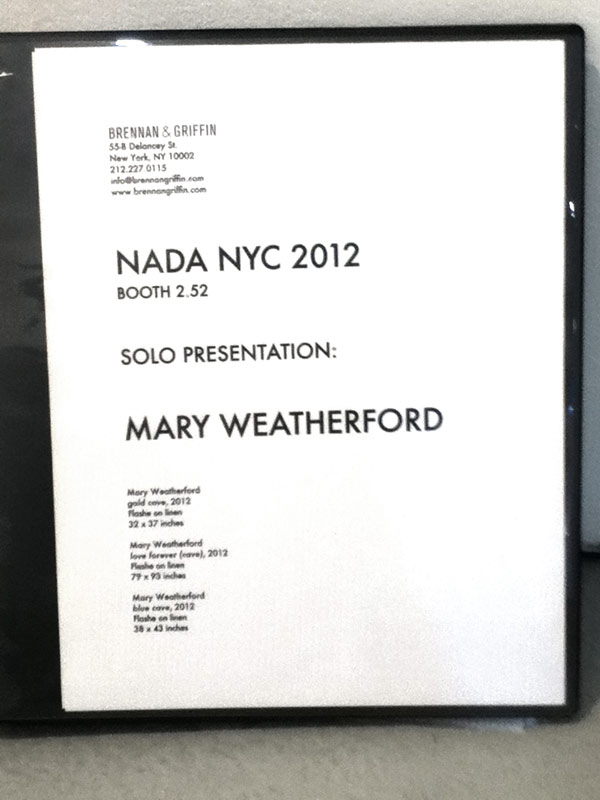 BRENNAN & GRIFFIN
55-B Delancey St.
New York, NY 10002
212.227 0115
info@brennangriffin.com
www.brennangriffin.com
NADA NYC 2012
BOOTH 2.52
SOLO PRESENTATION:
MARY WEATHERFORD
Mary Weatherford
gold cave, 2012
Flashe on linen
32 x 37 inches
Mary Weatherford
love forever (cave), 2012
Flashe on linen
79 x 93 inches
Mary Weatherford
blue cave, 2012
Flashe on linen
38 x 43 inches